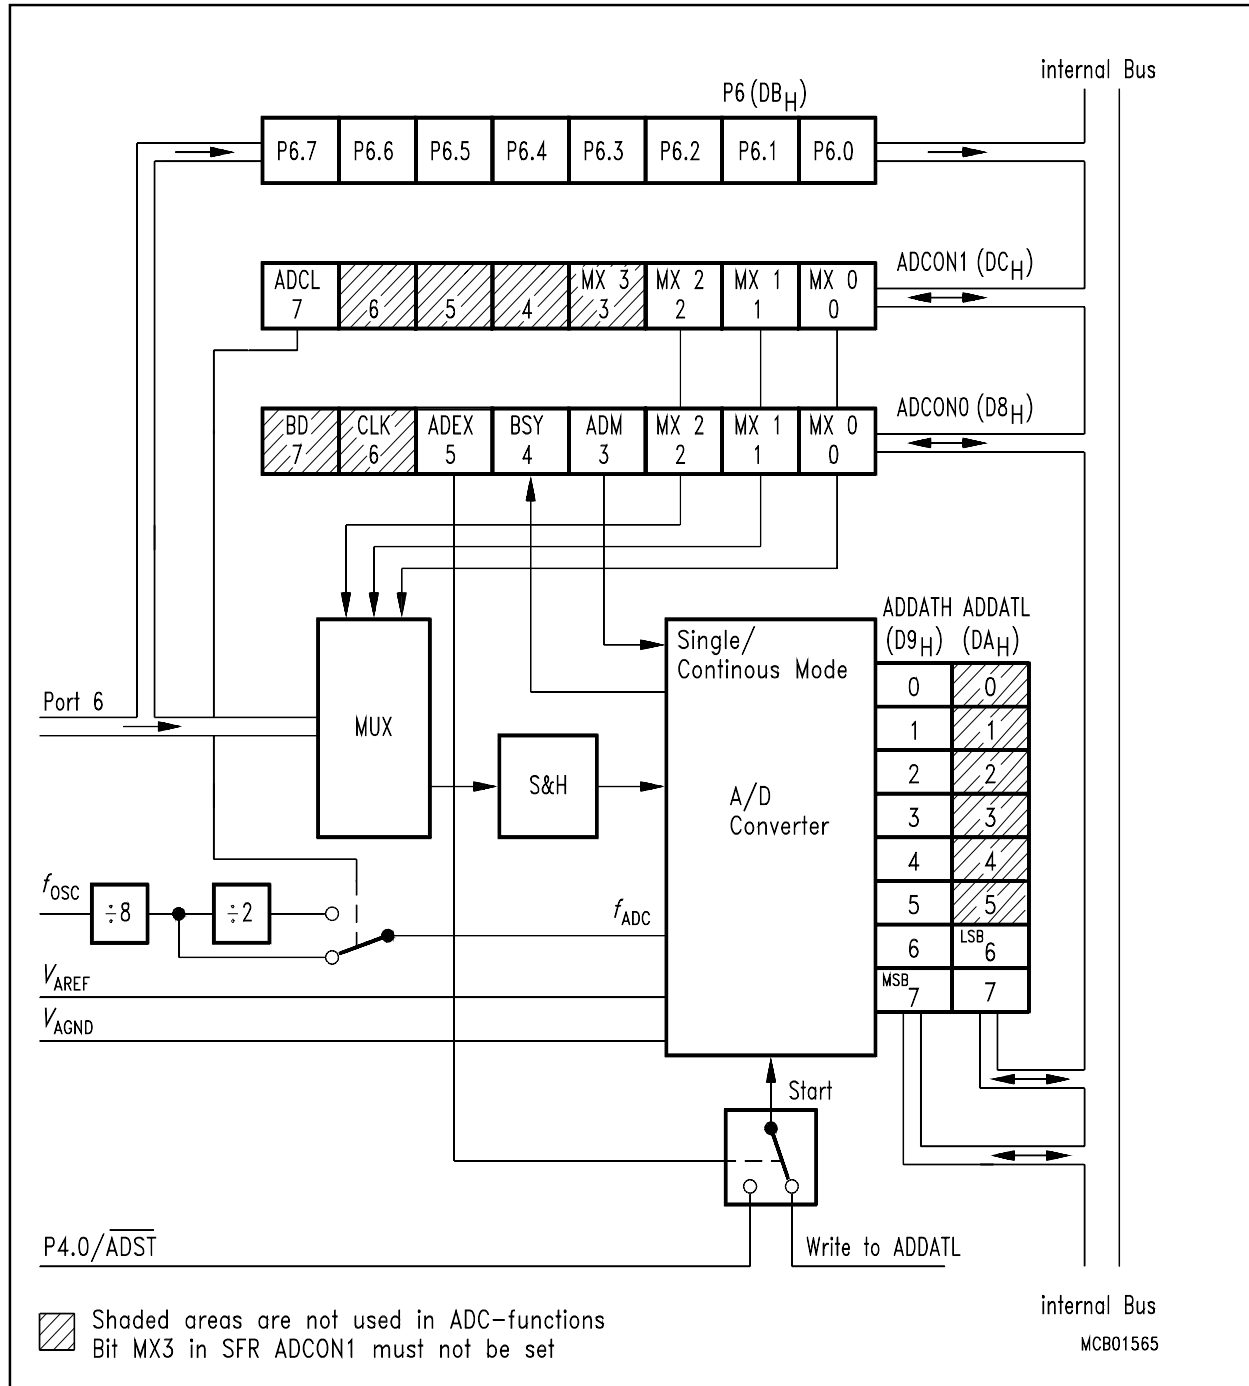 internal Bus
P6 (DBH)
P6.7 P6.6 P6.5 P6.4 P6.3 P6.2 P6.1 P6.0
ADCON1 (DCH)
ADCL MX 3 MX 2 MX 1 MX 0
7 6 5 4 3 2 1 0
ADCON0 (D8H)
BD CLK ADEX BSY ADM MX 2 MX 1 MX 0
7 6 5 4 3 2 1 0
ADDATH ADDATL
(D9H) (DAH)
Single/
Continous Mode
0 0
1 1
2 2
3 3
4 4
5 5
LSB
6 6
MSB
7 7
Port 6
MUX
S&H
A/D
Converter
fOSC
÷8
÷2
fADC
VAREF
VAGND
Start
P4.0/ADST
Write to ADDATL
internal Bus
Shaded areas are not used in ADC-functions
Bit MX3 in SFR ADCON1 must not be set
MCB01565